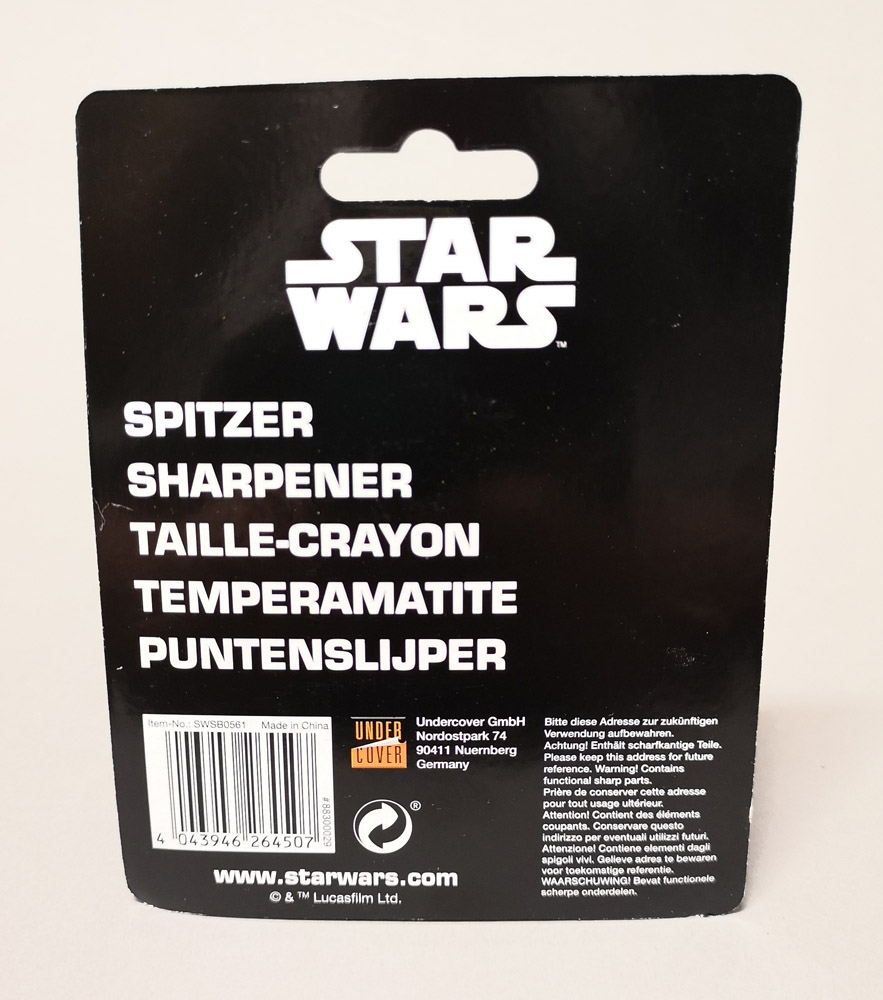 STAR
WARS
TM
SPITZER
SHARPENER
TAILLE-CRAYON
TEMPERAMATITE
PUNTENSLIJPER
Item-No.: SWSB0561 Made in China
#88300029
4 043946 264507
UNDER
COVER
Undercover GmbH
Nordostpark 74
90411 Nuernberg
Germany
®
Bitte diese Adresse zur zukünftigen
Verwendung aufbewahren.
Achtung! Enthält scharfkantige Teile.
Please keep this address for future
reference. Warning! Contains
functional sharp parts.
Prière de conserver cette adresse
pour tout usage ultérieur.
Attention! Contient des éléments
coupants. Conservare questo
indirizzo per eventuali utilizzi futuri.
Attenzione! Contiene elementi dagli
spigoli vivi. Gelieve adres te bewaren
voor toekomatige referentie.
WAARSCHUWING! Bevat functionele
scherpe onderdelen.
www.starwars.com
© & TM Lucasfilm Ltd.